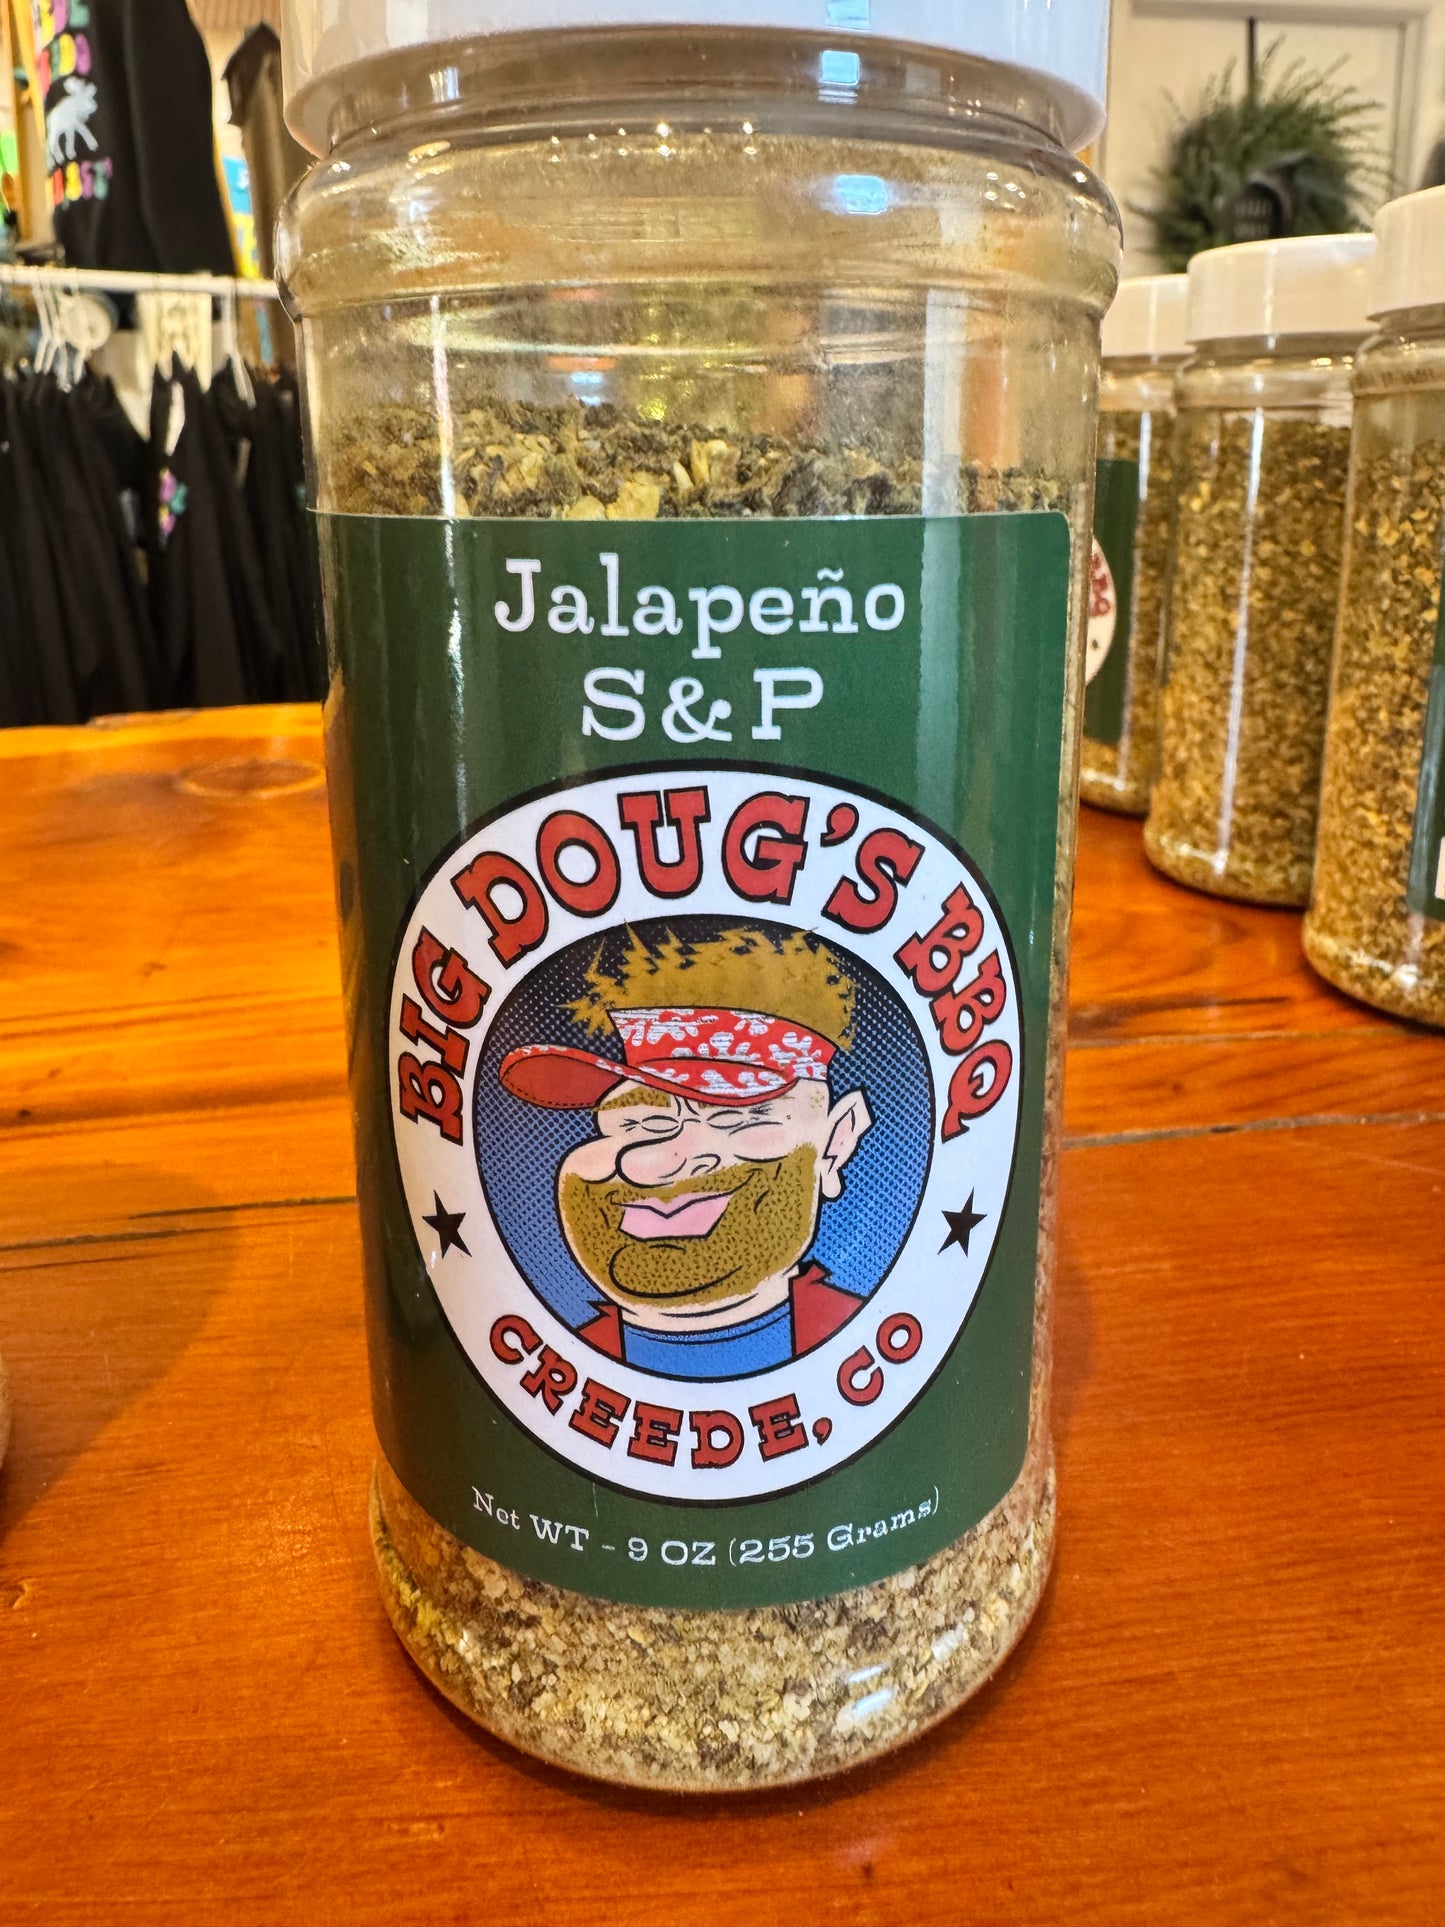 Jalapeño
S&P
BIG DOUG'S BBQ
CREEDE, CO
Net WT - 9 OZ (255 Grams)